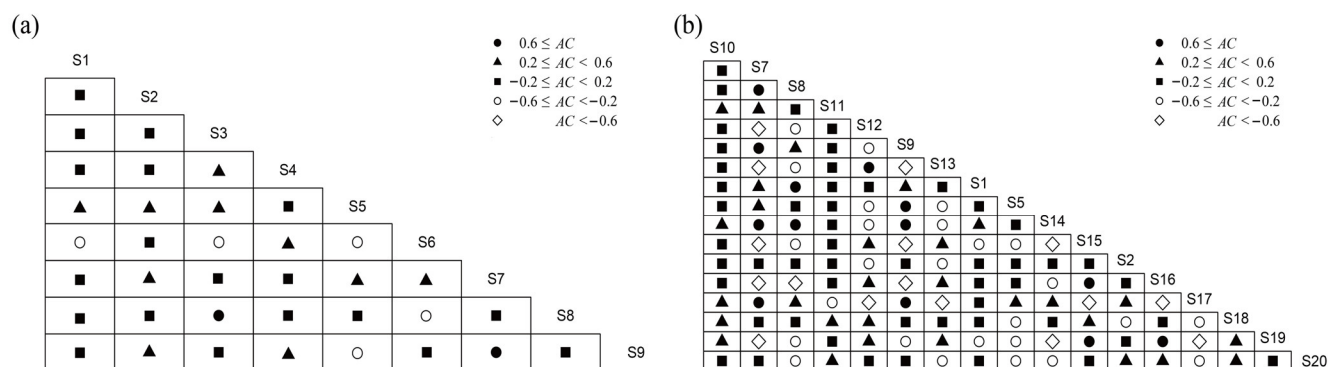 (a)
S1
S2
S3
S4
S5
S6
S7
S8
S9
● 0.6 ≤ AC
▲ 0.2 ≤ AC < 0.6
■ −0.2 ≤ AC < 0.2
○ −0.6 ≤ AC < −0.2
◇ AC < −0.6
(b)
S10
S7
S8
S11
S12
S9
S13
S1
S5
S14
S15
S2
S16
S17
S18
S19
S20
● 0.6 ≤ AC
▲ 0.2 ≤ AC < 0.6
■ −0.2 ≤ AC < 0.2
○ −0.6 ≤ AC < −0.2
◇ AC < −0.6